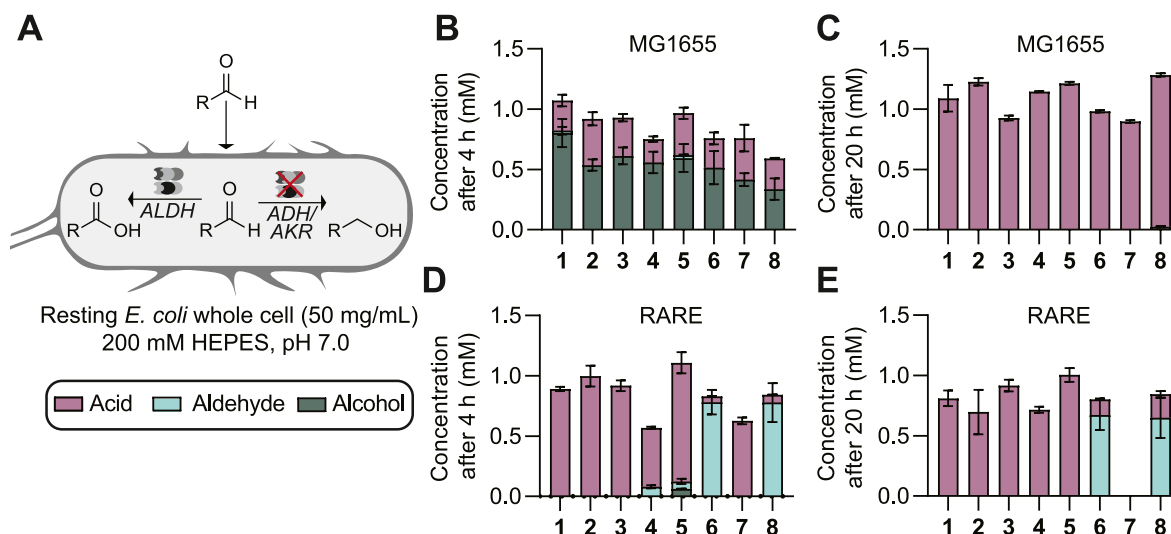 A
O
R
H
O
R
OH
ALDH
O
R
H
ADH/
AKR
R
OH
Resting E. coli whole cell (50 mg/mL)
200 mM HEPES, pH 7.0
Acid
Aldehyde
Alcohol
B
MG1655
Concentration
after 4 h (mM)
1.5
1.0
0.5
0.0
1 2 3 4 5 6 7 8
C
MG1655
Concentration
after 20 h (mM)
1.5
1.0
0.5
0.0
1 2 3 4 5 6 7 8
D
RARE
Concentration
after 4 h (mM)
1.5
1.0
0.5
0.0
1 2 3 4 5 6 7 8
E
RARE
Concentration
after 20 h (mM)
1.5
1.0
0.5
0.0
1 2 3 4 5 6 7 8